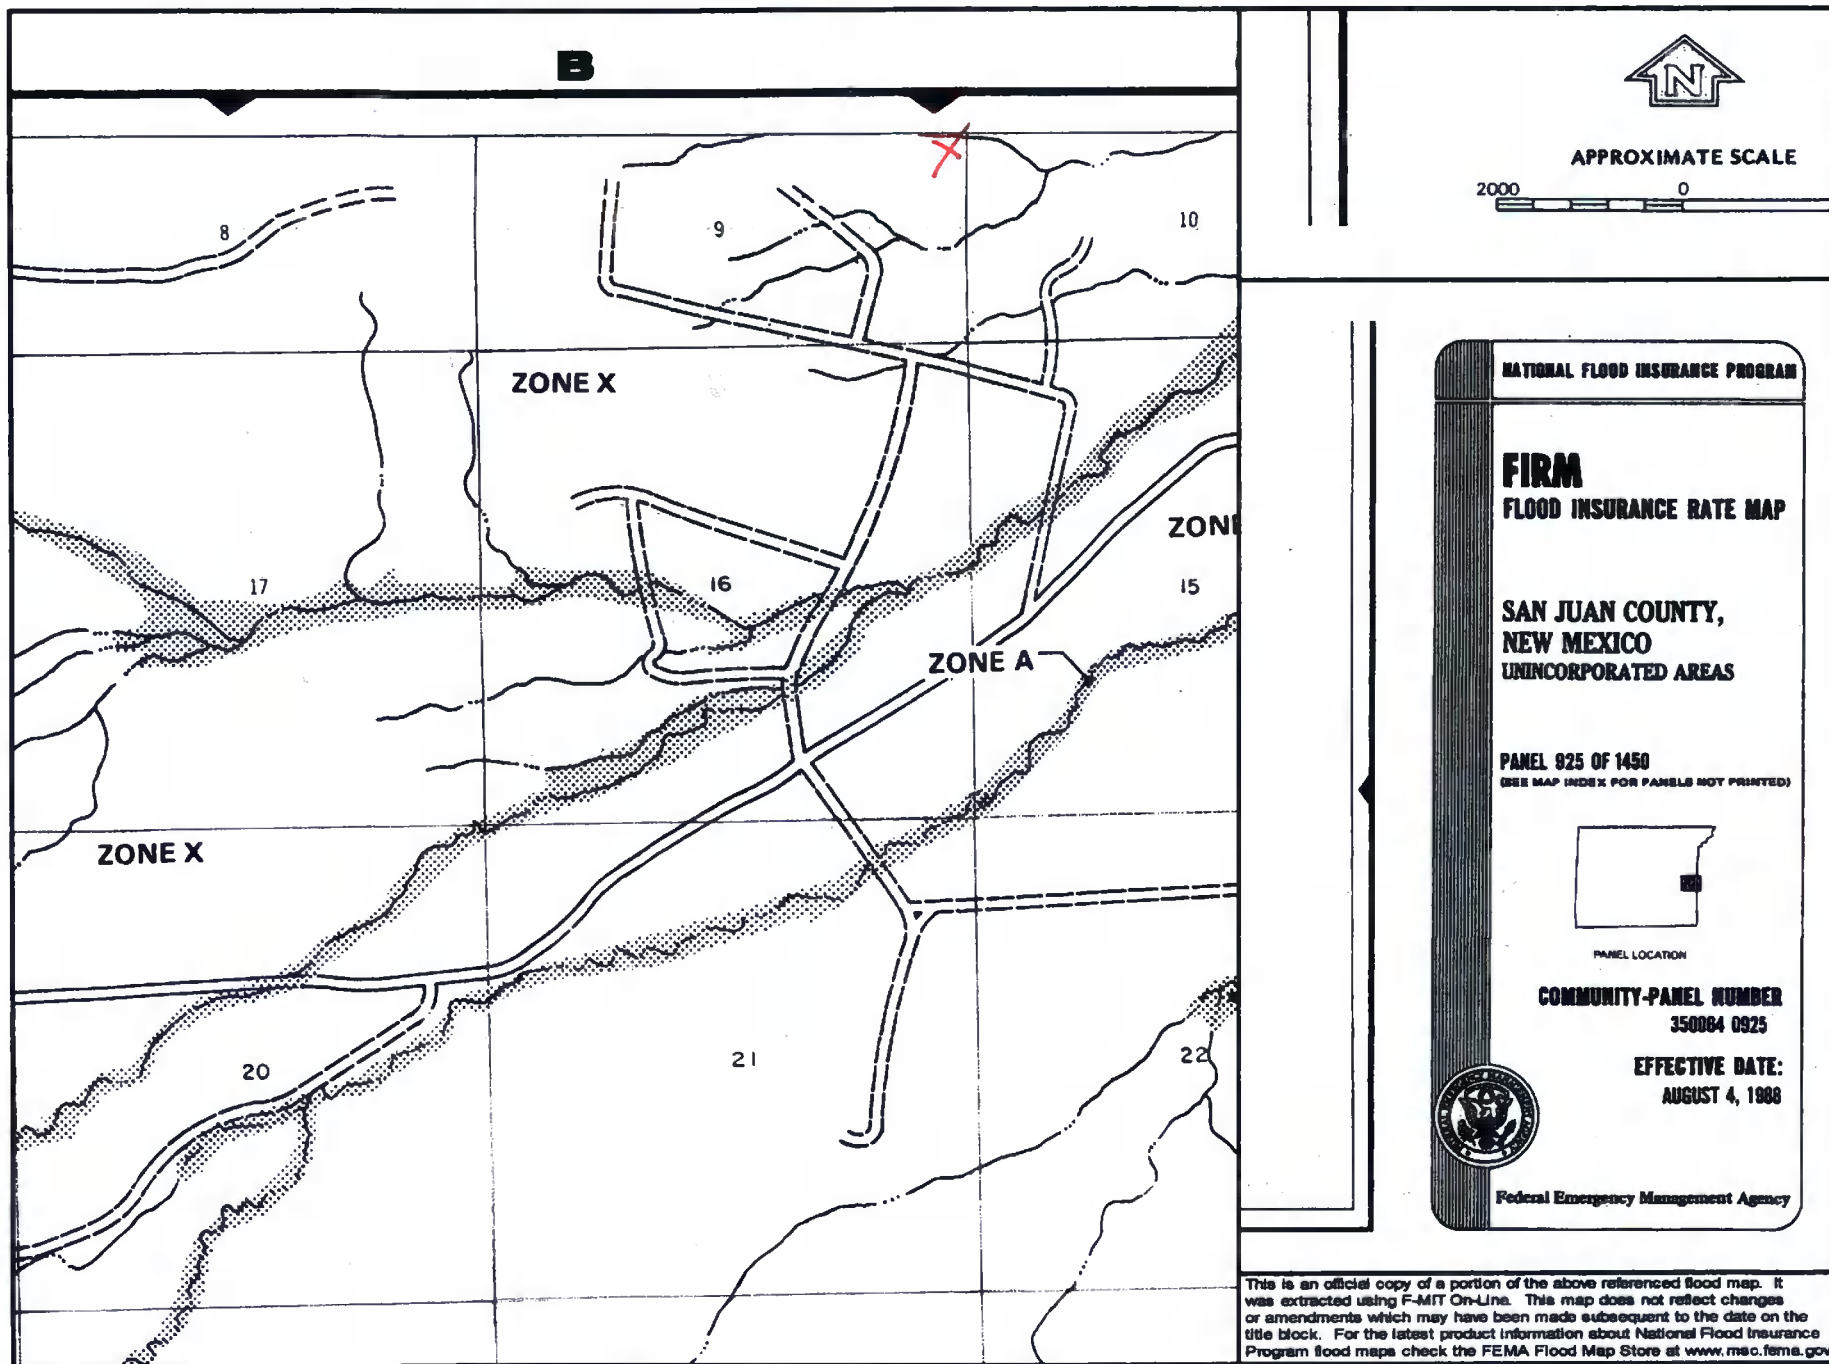 B
N
APPROXIMATE SCALE
2000 0
8
9
10
ZONE X
17
16
15
ZONE
ZONE A
ZONE X
20
21
22
NATIONAL FLOOD INSURANCE PROGRAM
FIRM
FLOOD INSURANCE RATE MAP
SAN JUAN COUNTY,
NEW MEXICO
UNINCORPORATED AREAS
PANEL 925 OF 1450
(SEE MAP INDEX FOR PANELS NOT PRINTED)
PANEL LOCATION
COMMUNITY-PANEL NUMBER
350064 0925
EFFECTIVE DATE:
AUGUST 4, 1988
Federal Emergency Management Agency
This is an official copy of a portion of the above referenced flood map. It
was extracted using F-MIT On-Line. This map does not reflect changes
or amendments which may have been made subsequent to the date on the
title block. For the latest product information about National Flood Insurance
Program flood maps check the FEMA Flood Map Store at www.msc.fema.gov